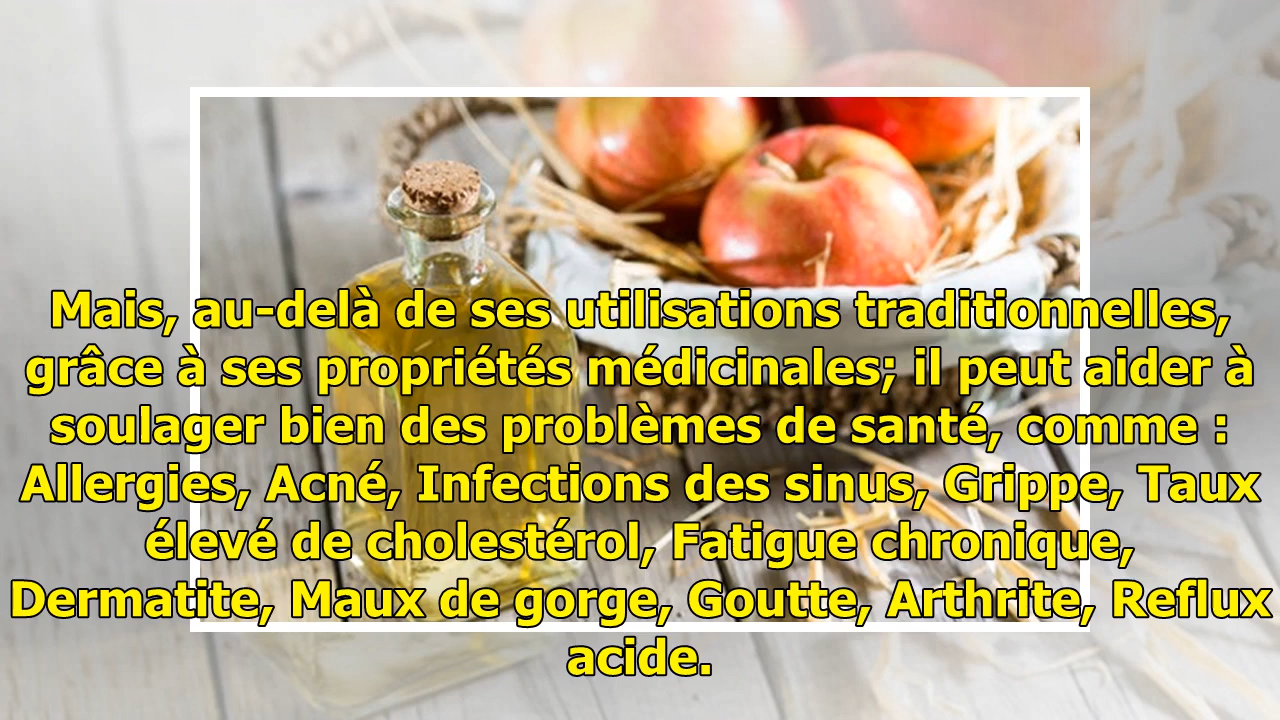 Mais, au-delà de ses utilisations traditionnelles,
grâce à ses propriétés médicinales; il peut aider à
soulager bien des problèmes de santé, comme :
Allergies, Acné, Infections des sinus, Grippe, Taux
élevé de cholestérol, Fatigue chronique,
Dermatite, Maux de gorge, Goutte, Arthrite, Reflux
acide.